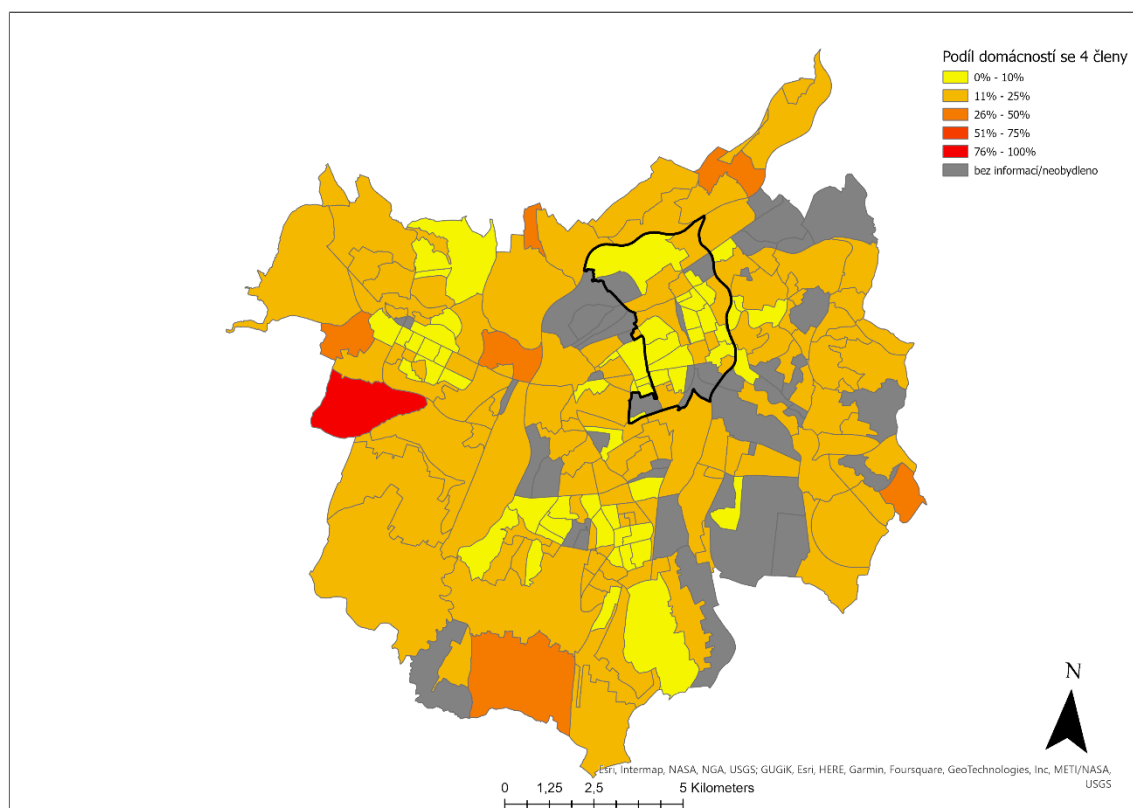 Podíl domácností se 4 členy
0% - 10%
11% - 25%
26% - 50%
51% - 75%
76% - 100%
bez informací/neobydleno
N
Esri, Intermap, NASA, NGA, USGS; GUGiK, Esri, HERE, Garmin, Foursquare, GeoTechnologies, Inc, METI/NASA,
USGS
0 1,25 2,5 5 Kilometers